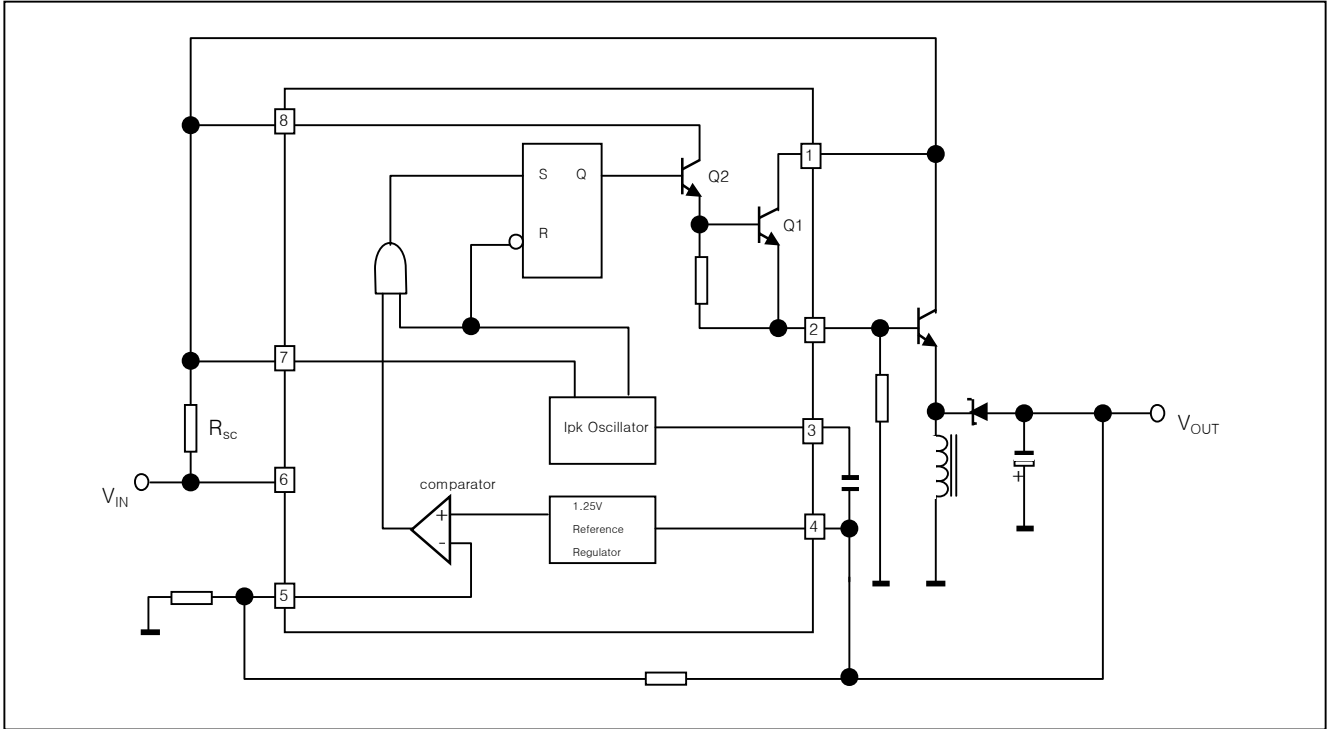 8
1
S Q
Q2
R
Q1
2
7
Ipk Oscillator
3
RSC
VOUT
+
6
VIN
comparator
+
-
1.25V
Reference
Regulator
4
5